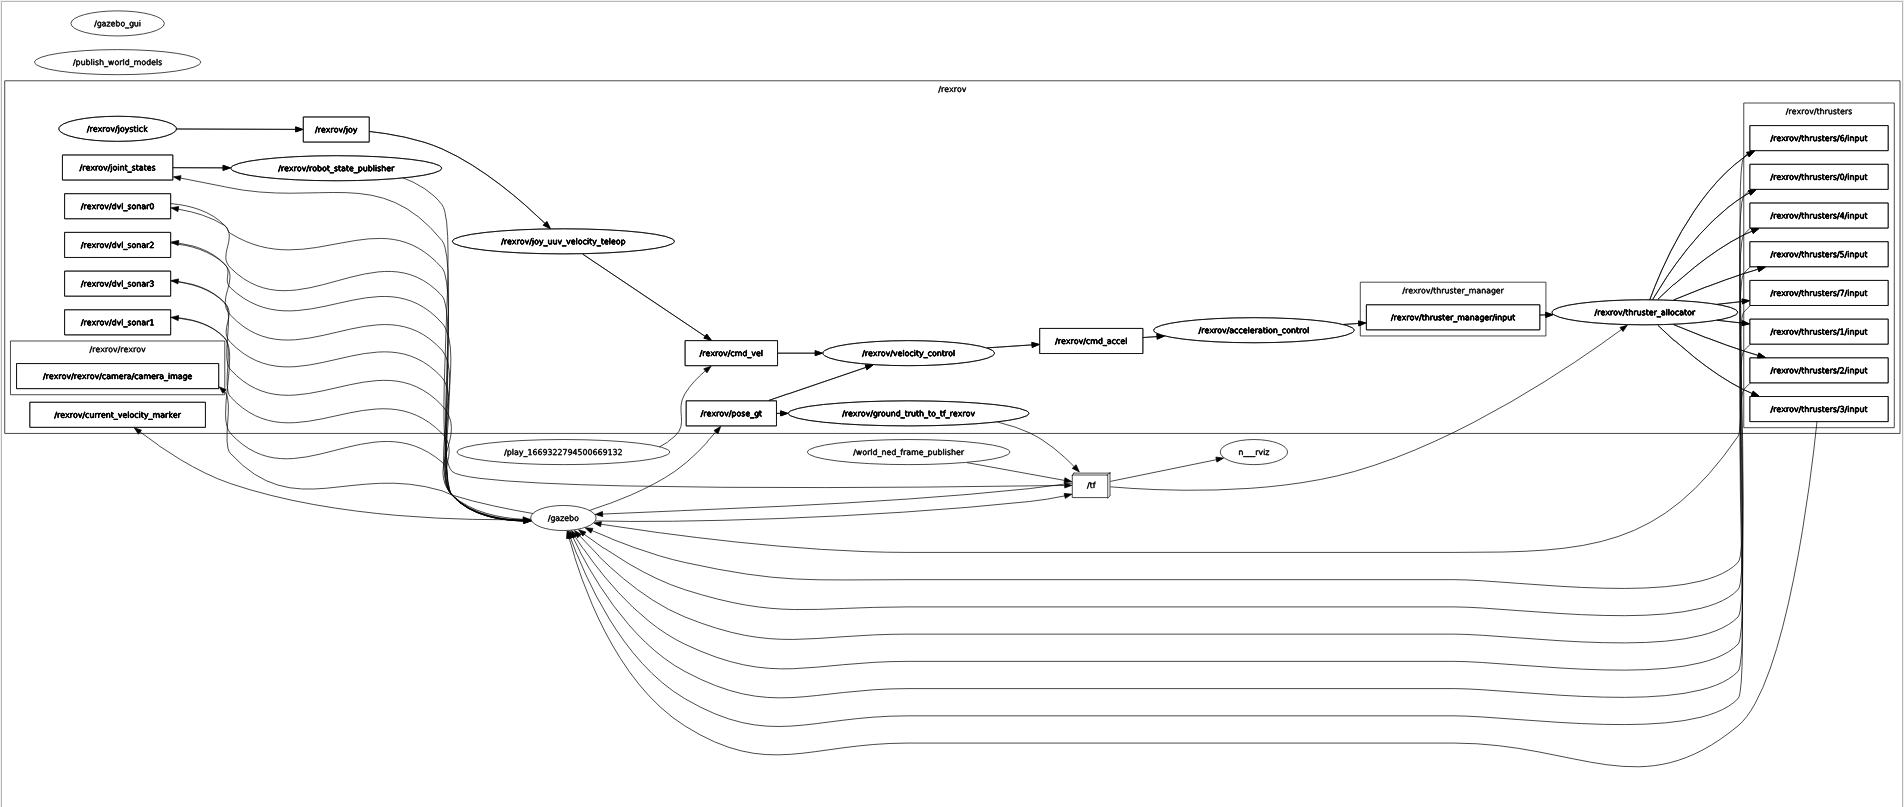 /gazebo_gui
/publish_world_models
/rexrov
/rexrov/joystick
/rexrov/joy
/rexrov/joint_states
/rexrov/robot_state_publisher
/rexrov/dvl_sonar0
/rexrov/dvl_sonar2
/rexrov/dvl_sonar3
/rexrov/dvl_sonar1
/rexrov/rexrov
/rexrov/rexrov/camera/camera_image
/rexrov/current_velocity_marker
/rexrov/joy_uuv_velocity_teleop
/rexrov/cmd_vel
/rexrov/velocity_control
/rexrov/pose_gt
/rexrov/ground_truth_to_tf_rexrov
/rexrov/cmd_accel
/rexrov/acceleration_control
/rexrov/thruster_manager
/rexrov/thruster_manager/input
/rexrov/thruster_allocator
/rexrov/thrusters
/rexrov/thrusters/6/input
/rexrov/thrusters/0/input
/rexrov/thrusters/4/input
/rexrov/thrusters/5/input
/rexrov/thrusters/7/input
/rexrov/thrusters/1/input
/rexrov/thrusters/2/input
/rexrov/thrusters/3/input
/play_1669322794500669132
/world_ned_frame_publisher
n___rviz
/tf
/gazebo